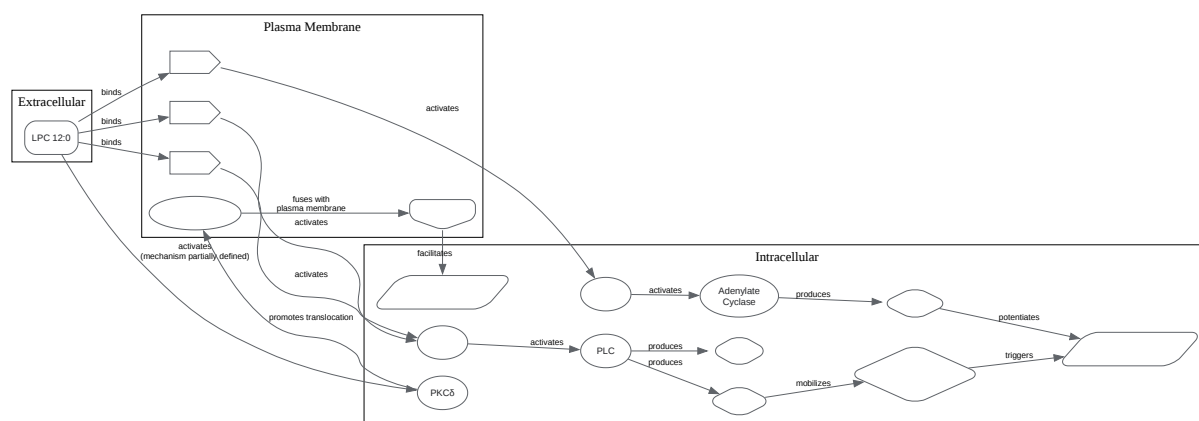 Plasma Membrane
Extracellular
LPC 12:0
binds
binds
binds
activates
fuses with
plasma membrane
activates
activates
(mechanism partially defined)
facilitates
Intracellular
activates
promotes translocation
activates
Adenylate
Cyclase
produces
potentiates
activates
PLC
produces
produces
triggers
mobilizes
PKCδ